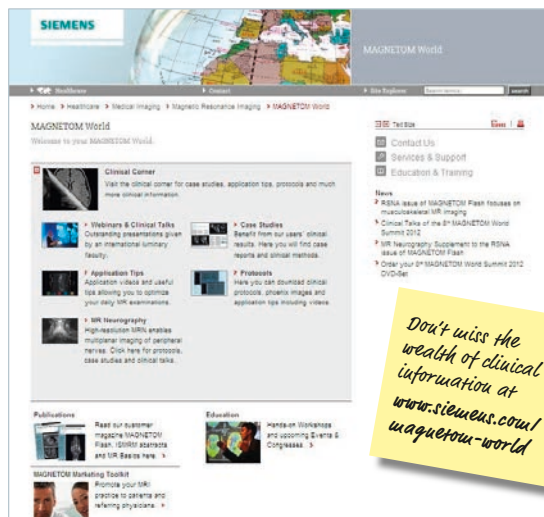 SIEMENS
MAGNETOM World
Healthcare
Contact
Site Explorer
search
Home Healthcare Medical Imaging Magnetic Resonance Imaging MAGNETOM World
MAGNETOM World
Welcome to your MAGNETOM World.
Text Size
Contact Us
Services & Support
Education & Training
Clinical Corner
Visit the clinical corner for case studies, application tips, protocols and much
more clinical information.
Webinars & Clinical Talks
Outstanding presentations given
by an international luminary
faculty.
Case Studies
Benefit from our users' clinical
results. Here you will find case
reports and clinical methods.
Application Tips
Application videos and useful
tips allowing you to optimize
your daily MR examinations.
Protocols
Here you can download clinical
protocols, phoenix images and
application tips including videos.
MR Neurography
High-resolution MRN enables
multiplanar imaging of peripheral
nerves. Click here for protocols,
case studies and clinical talks.
News
RSNA issue of MAGNETOM Flash focuses on
musculoskeletal MR imaging
Clinical Talks of the 8th MAGNETOM World
Summit 2012
MR Neurography Supplement to the RSNA
issue of MAGNETOM Flash
Order your 8th MAGNETOM World Summit 2012
DVD-Set
Don't miss the
wealth of clinical
information at
www.siemens.com/
magnetom-world
Publications
Read our customer
magazine MAGNETOM
Flash, ISMRM abstracts
and MR Basics here.
Education
Hands-on Workshops
and upcoming Events &
Congresses.
MAGNETOM Marketing Toolkit
Promote your MRI
practice to patients and
referring physicians.